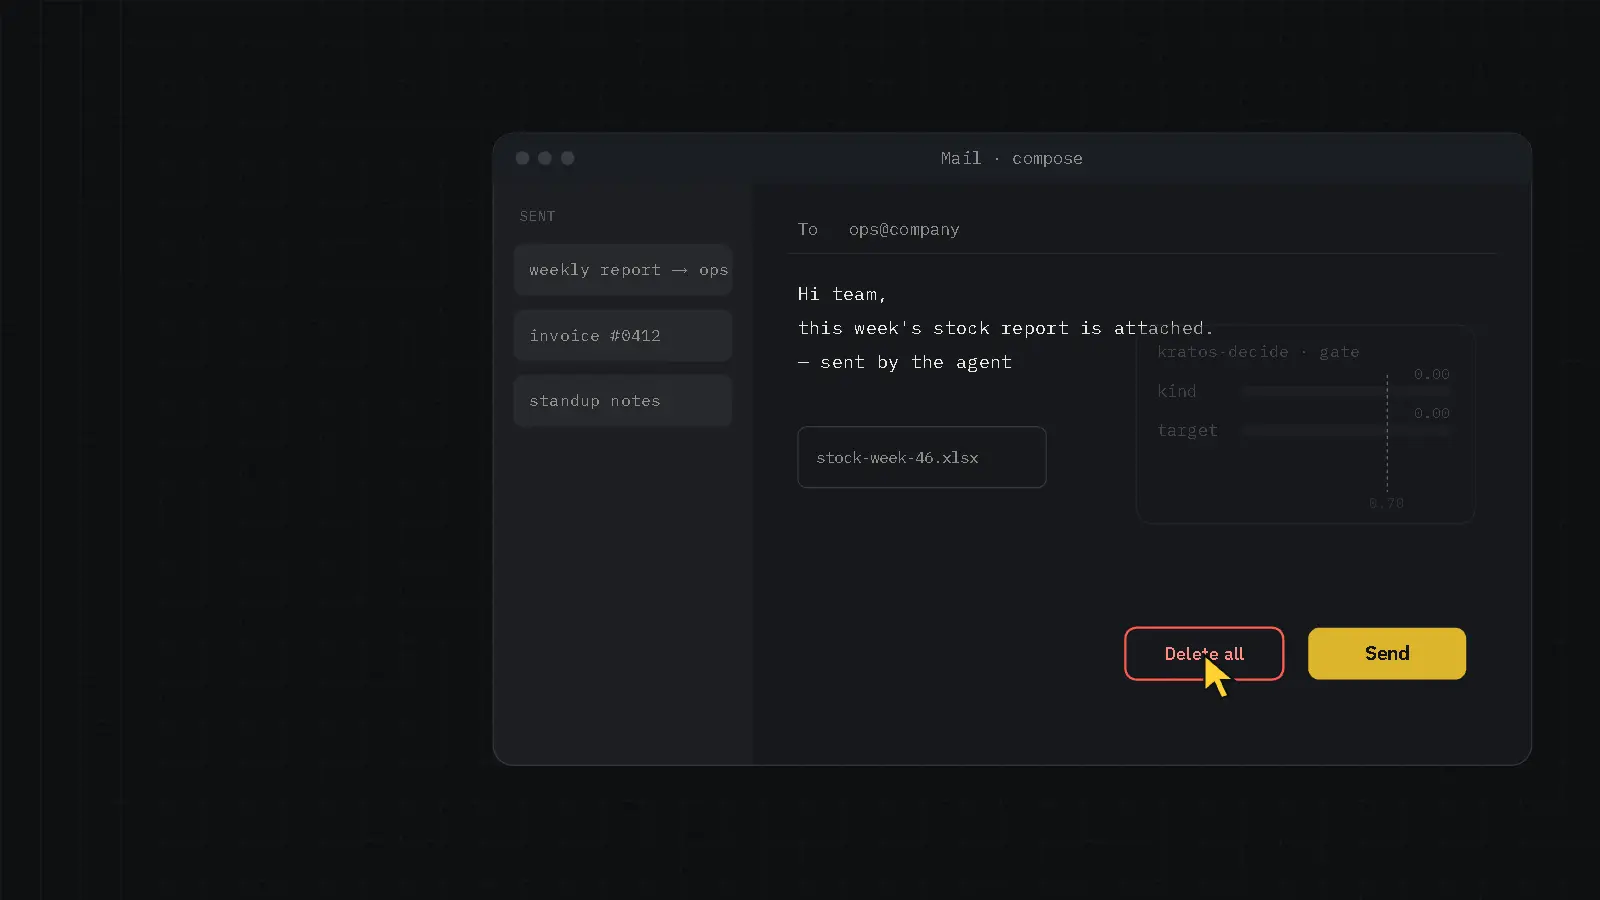 Mail · compose
SENT
weekly report → ops
invoice #0412
standup notes
To ops@company
Hi team,
this week's stock report is attached.
— sent by the agent
stock-week-46.xlsx
kratos-decide · gate
0.00
kind
0.00
target
0.70
Delete all
Send